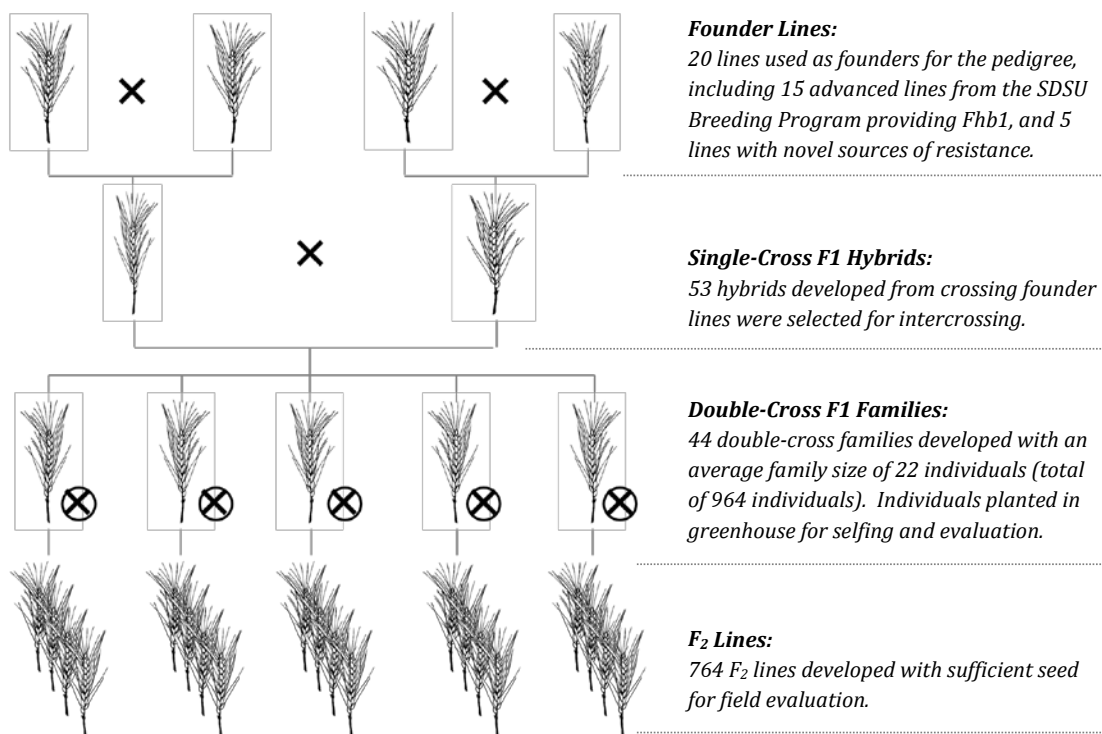 Founder Lines:
20 lines used as founders for the pedigree,
including 15 advanced lines from the SDSU
Breeding Program providing Fhb1, and 5
lines with novel sources of resistance.
Single-Cross F1 Hybrids:
53 hybrids developed from crossing founder
lines were selected for intercrossing.
Double-Cross F1 Families:
44 double-cross families developed with an
average family size of 22 individuals (total
of 964 individuals).  Individuals planted in
greenhouse for selfing and evaluation.
F₂ Lines:
764 F₂ lines developed with sufficient seed
for field evaluation.